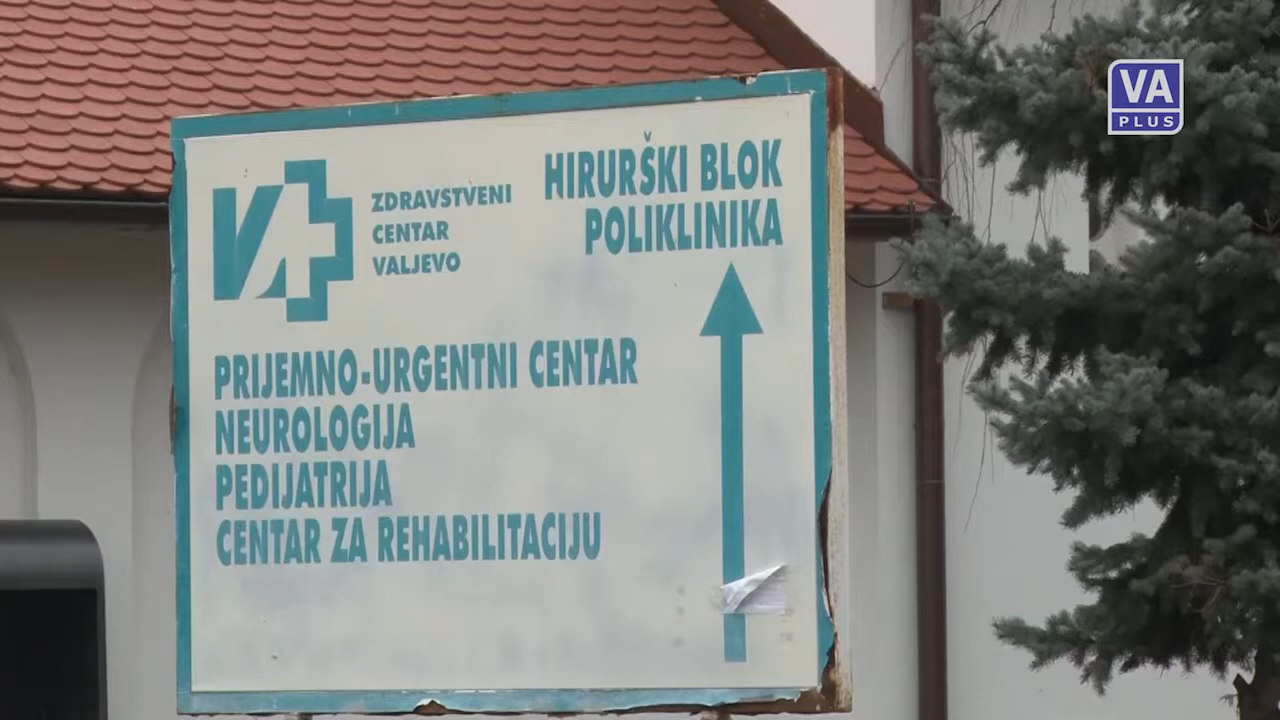 VA
PLUS
ZDRAVSTVENI
CENTAR
VALJEVO
HIRURŠKI BLOK
POLIKLINIKA
PRIJEMNO-URGENTNI CENTAR
NEUROLOGIJA
PEDIJATRIJA
CENTAR ZA REHABILITACIJU